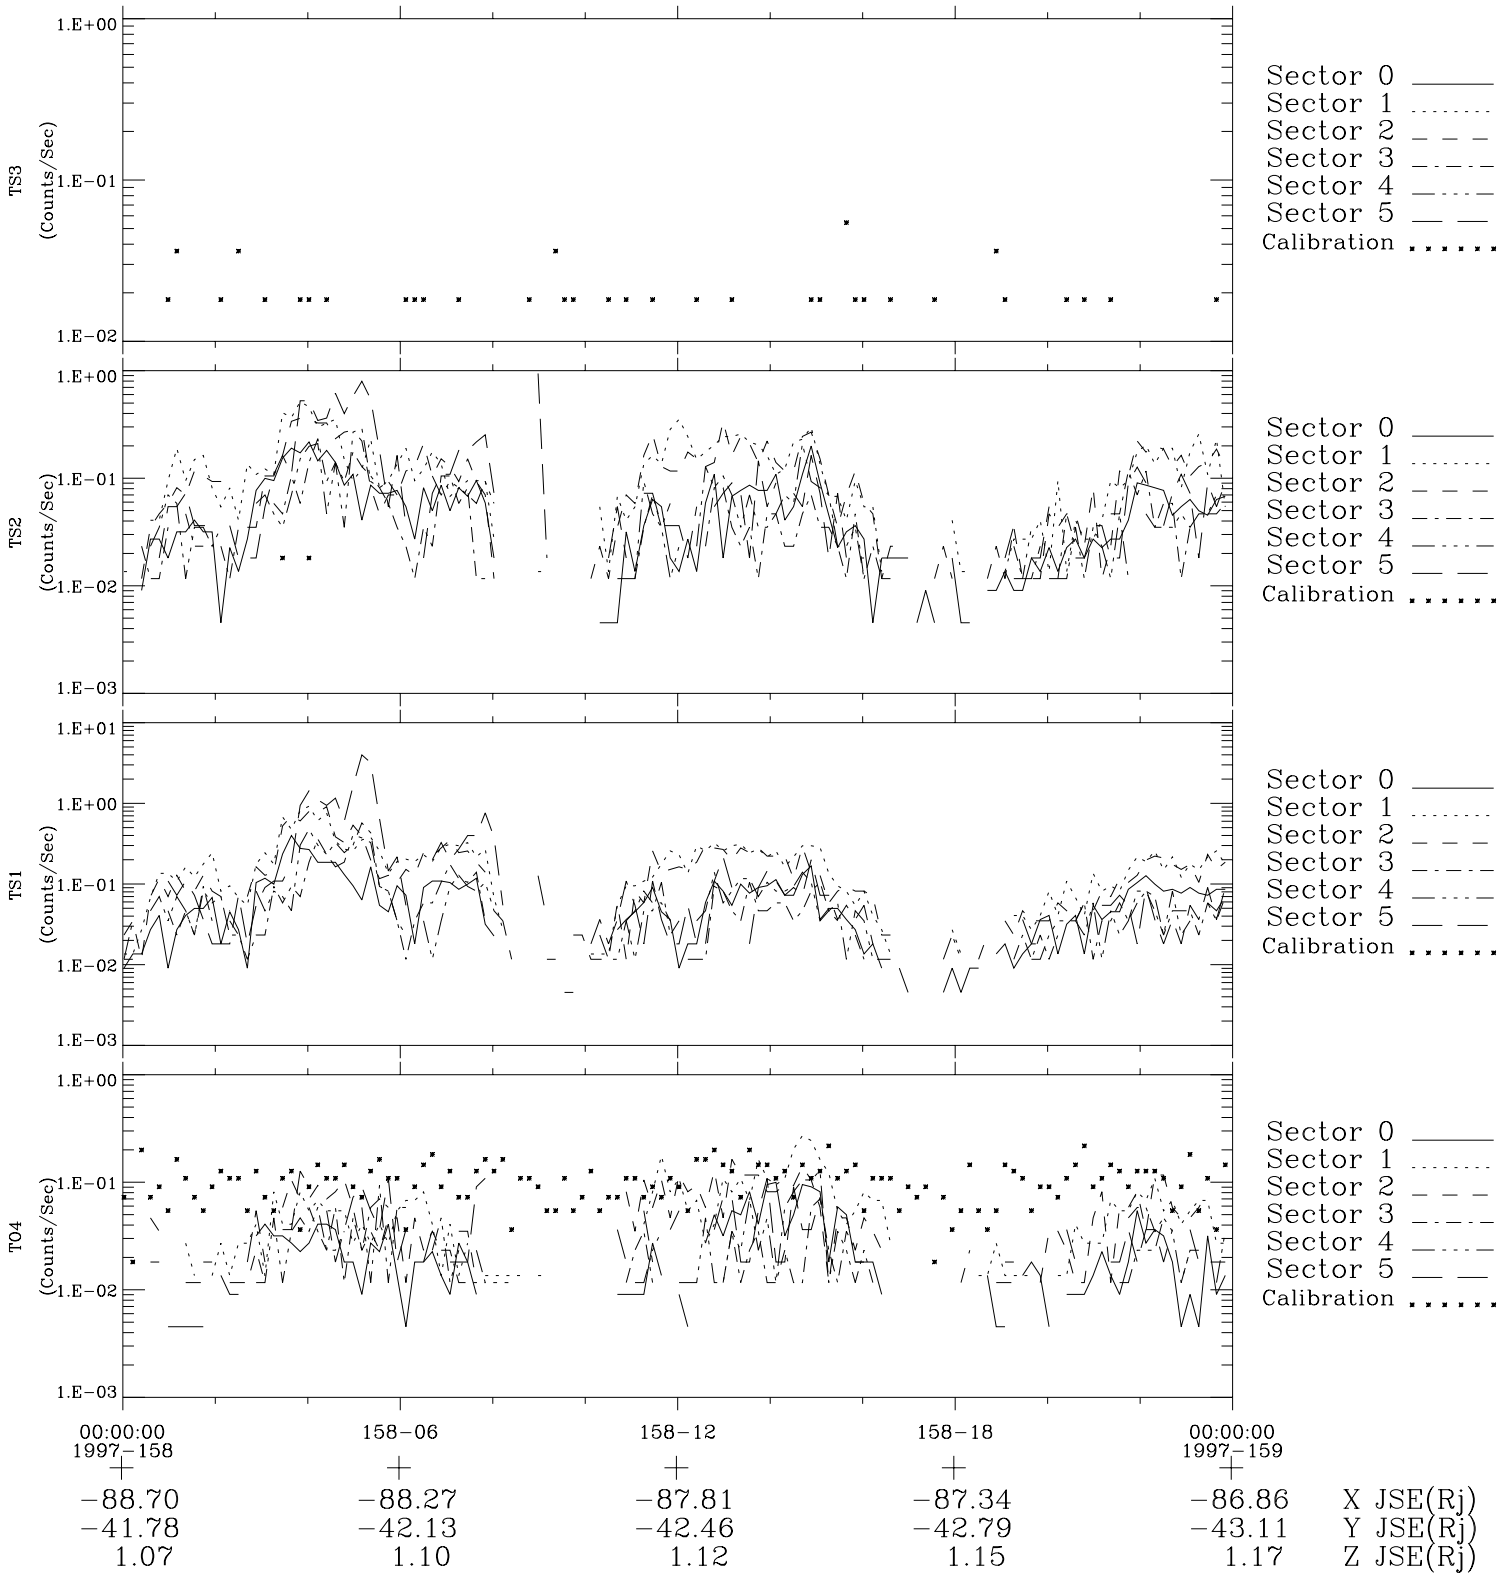 1.E+00
1.E-01
1.E-02
TS3
(Counts/Sec)
Sector 0
Sector 1
Sector 2
Sector 3
Sector 4
Sector 5
Calibration
1.E+00
1.E-01
1.E-02
1.E-03
TS2
(Counts/Sec)
Sector 0
Sector 1
Sector 2
Sector 3
Sector 4
Sector 5
Calibration
1.E+01
1.E+00
1.E-01
1.E-02
1.E-03
TS1
(Counts/Sec)
Sector 0
Sector 1
Sector 2
Sector 3
Sector 4
Sector 5
Calibration
1.E+00
1.E-01
1.E-02
1.E-03
TO4
(Counts/Sec)
Sector 0
Sector 1
Sector 2
Sector 3
Sector 4
Sector 5
Calibration
00:00:00 158-06 158-12 158-18 00:00:00
1997-158 1997-159
-88.70 -88.27 -87.81 -87.34 -86.86 X JSE(Rj)
-41.78 -42.13 -42.46 -42.79 -43.11 Y JSE(Rj)
1.07 1.10 1.12 1.15 1.17 Z JSE(Rj)